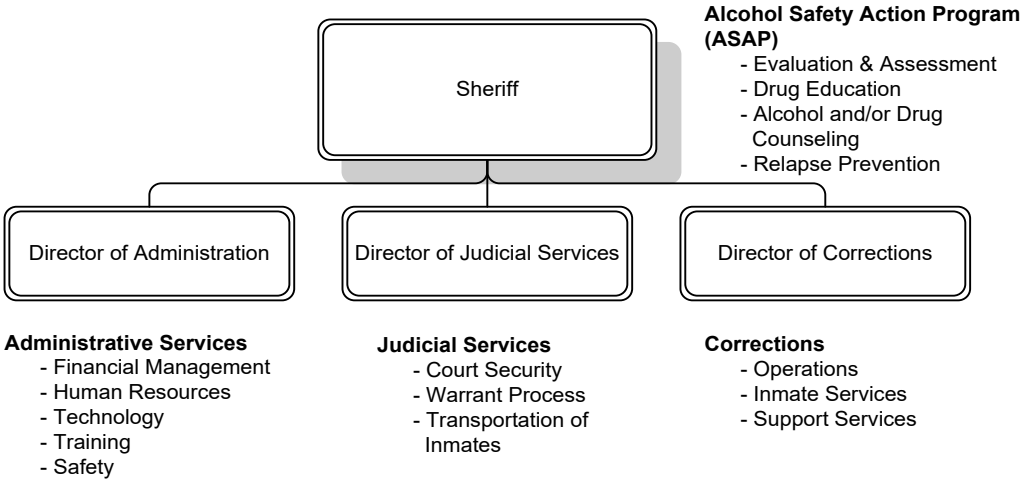 Sheriff
Alcohol Safety Action Program
(ASAP)
- Evaluation & Assessment
- Drug Education
- Alcohol and/or Drug
Counseling
- Relapse Prevention
Director of Administration
Director of Judicial Services
Director of Corrections
Administrative Services
- Financial Management
- Human Resources
- Technology
- Training
- Safety
Judicial Services
- Court Security
- Warrant Process
- Transportation of
Inmates
Corrections
- Operations
- Inmate Services
- Support Services